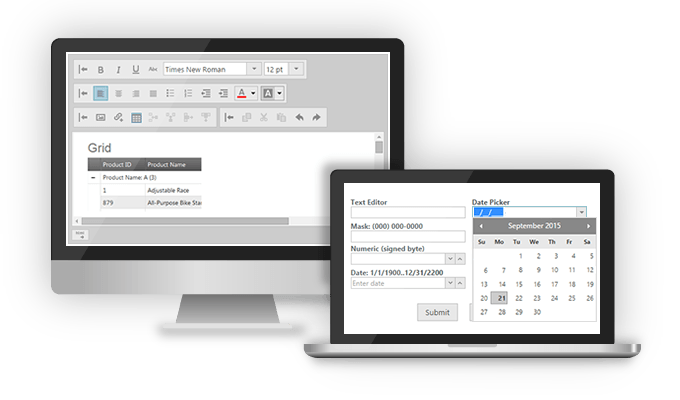 B I U Abc Times New Roman 12 pt
A A
Grid
Product ID Product Name
Product Name: A (3)
1 Adjustable Race
879 All-Purpose Bike Star
Text Editor
Mask: (000) 000-0000
Numeric (signed byte)
Date: 1/1/1900..12/31/2200
Enter date
Submit
Date Picker
_/_/_
September 2015
Su Mo Tu We Th Fr Sa
1 2 3 4 5
6 7 8 9 10 11 12
13 14 15 16 17 18 19
20 21 22 23 24 25 26
27 28 29 30